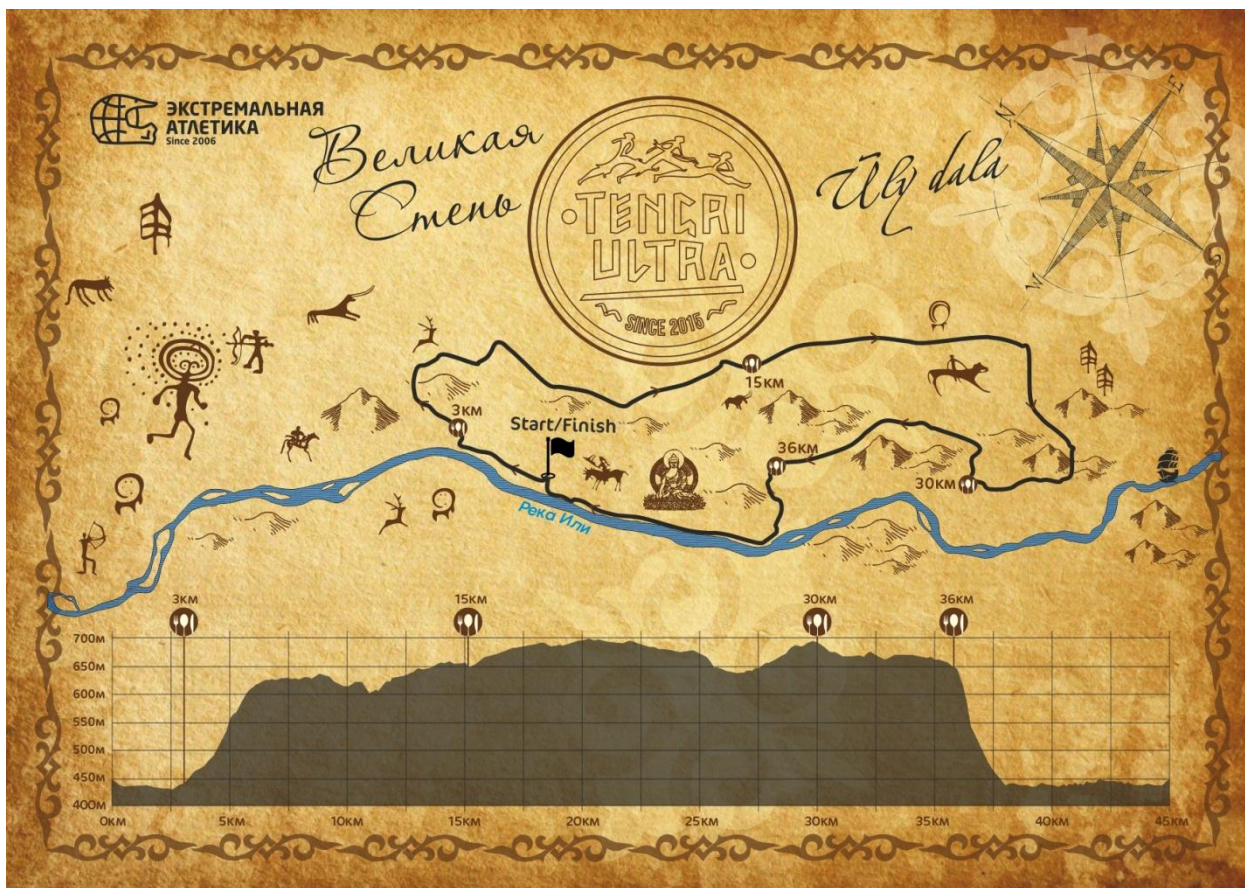 ЭКСТРЕМАЛЬНАЯ
АТЛЕТИКА
Since 2006
Великая
Степь
TENGRI
ULTRA
SINCE 2015
Uly dala
N
E
W
S
15км
3км
Start/Finish
36км
30км
Река Или
3км
15км
30км
36км
700м
650м
600м
550м
500м
450м
400м
0км
5км
10км
15км
20км
25км
30км
35км
40км
45км